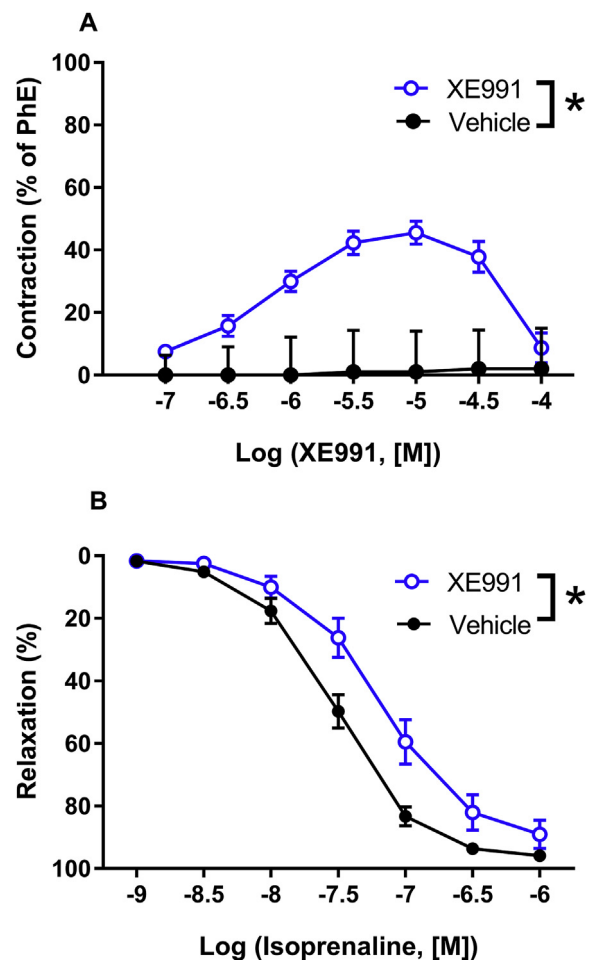 A
Contraction (% of PhE)
100
80
60
40
20
0
XE991
Vehicle
*
-7 -6.5 -6 -5.5 -5 -4.5 -4
Log (XE991, [M])
B
Relaxation (%)
0
20
40
60
80
100
XE991
Vehicle
*
-9 -8.5 -8 -7.5 -7 -6.5 -6
Log (Isoprenaline, [M])